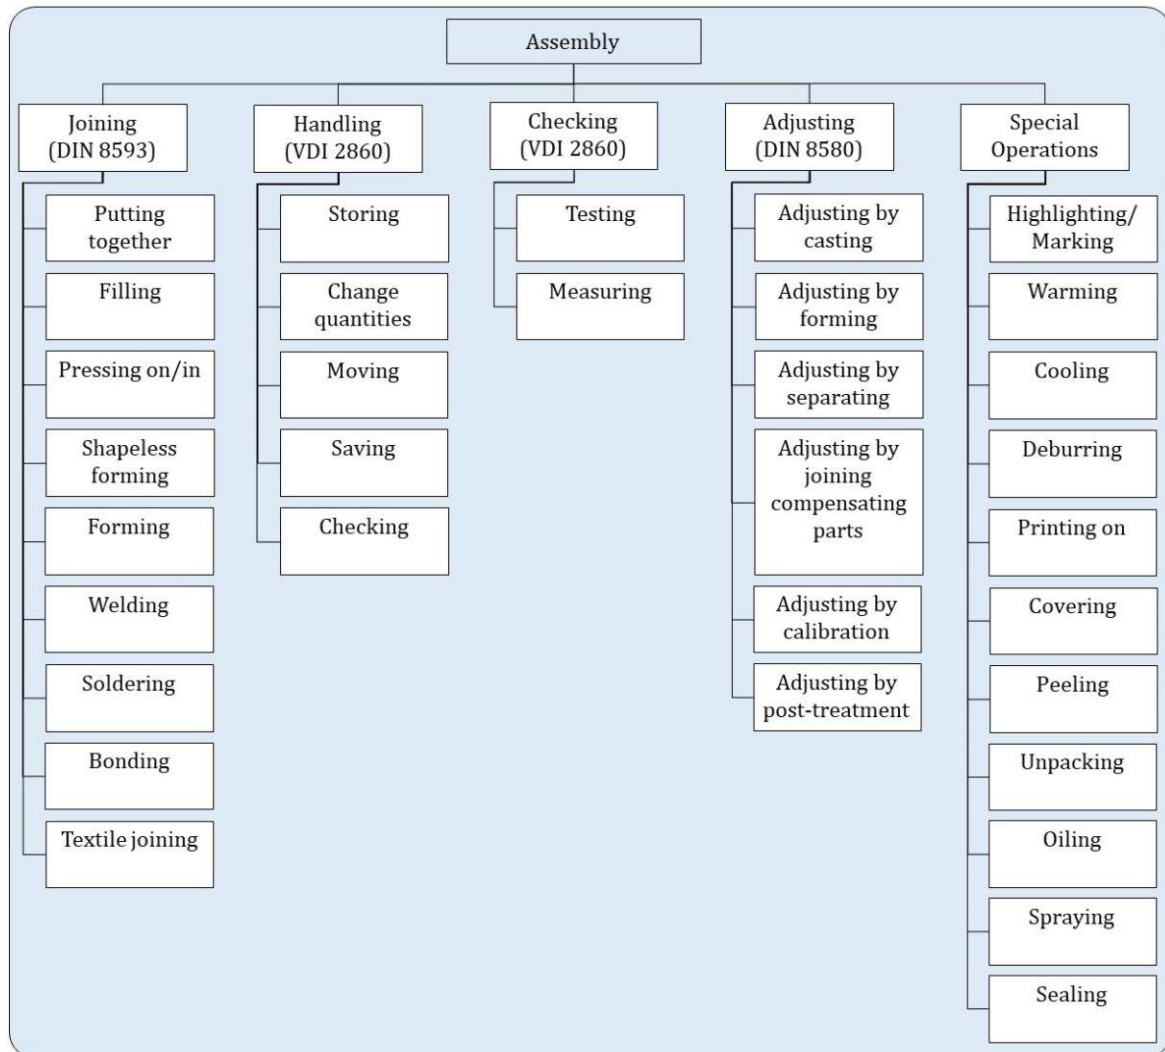 Assembly
Joining
(DIN 8593)
Putting
together
Filling
Pressing on/in
Shapeless
forming
Forming
Welding
Soldering
Bonding
Textile joining
Handling
(VDI 2860)
Storing
Change
quantities
Moving
Saving
Checking
Checking
(VDI 2860)
Testing
Measuring
Adjusting
(DIN 8580)
Adjusting by
casting
Adjusting by
forming
Adjusting by
separating
Adjusting by
joining
compensating
parts
Adjusting by
calibration
Adjusting by
post-treatment
Special
Operations
Highlighting/
Marking
Warming
Cooling
Deburring
Printing on
Covering
Peeling
Unpacking
Oiling
Spraying
Sealing